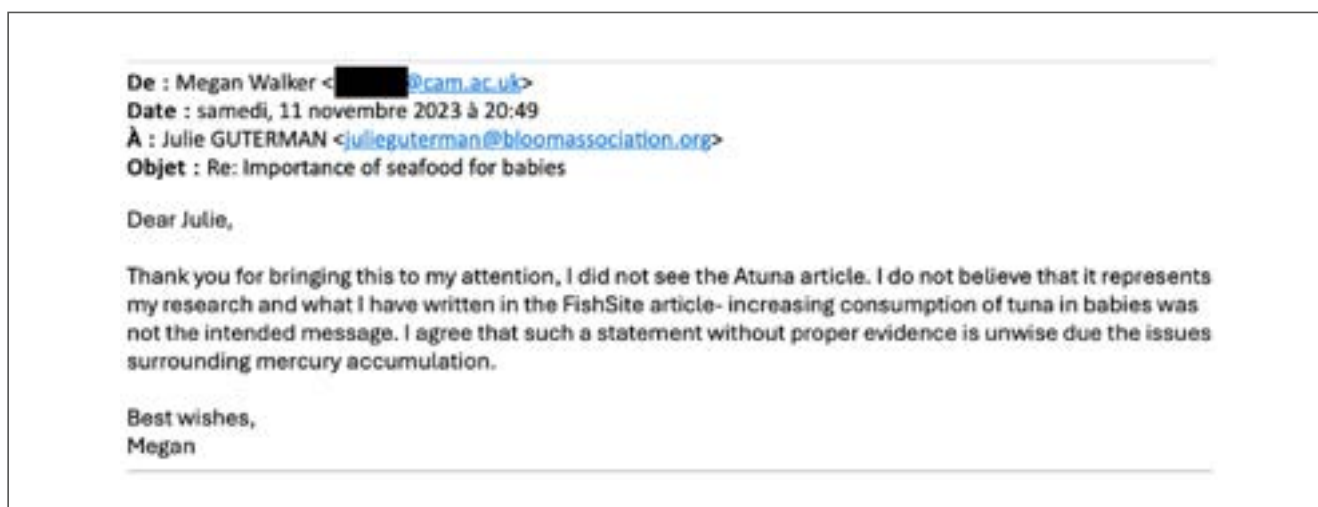 De : Megan Walker <@cam.ac.uk>
Date : samedi, 11 novembre 2023 à 20:49
À : Julie GUTERMAN <julieguterman@bloomassociation.org>
Objet : Re: Importance of seafood for babies
Dear Julie,
Thank you for bringing this to my attention, I did not see the Atuna article. I do not believe that it represents
my research and what I have written in the FishSite article- increasing consumption of tuna in babies was
not the intended message. I agree that such a statement without proper evidence is unwise due the issues
surrounding mercury accumulation.
Best wishes,
Megan